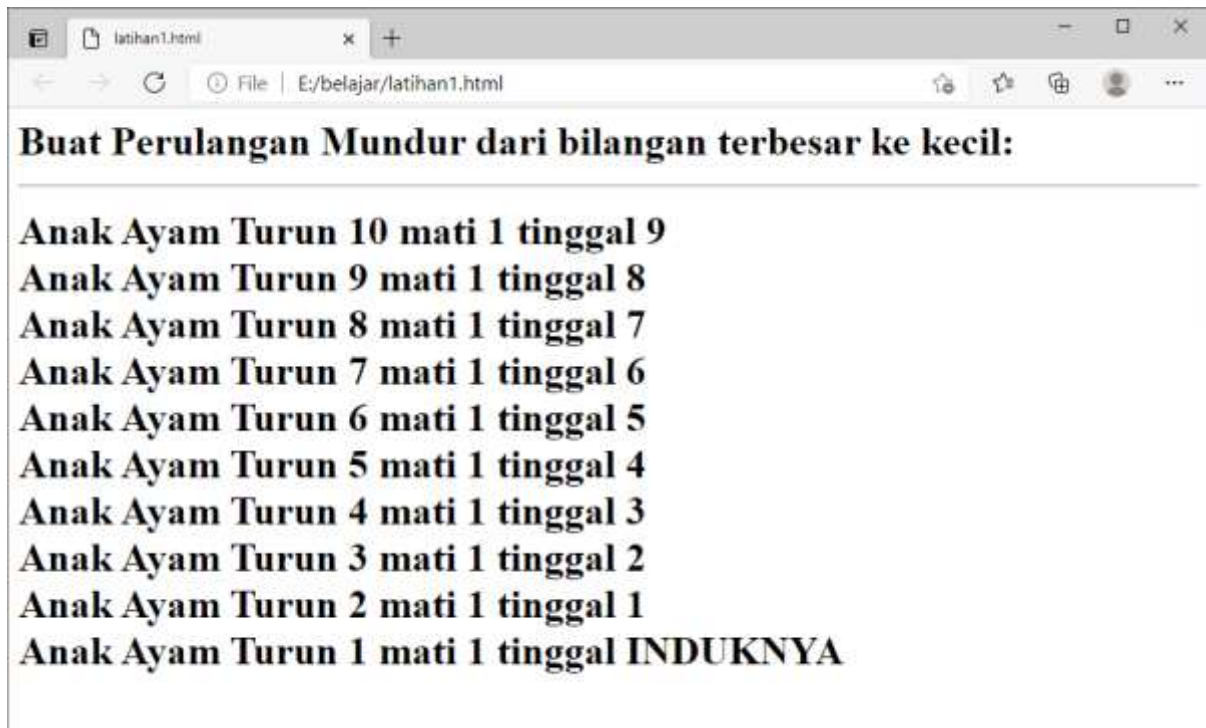 latihan1.html
File | E:/belajar/latihan1.html
Buat Perulangan Mundur dari bilangan terbesar ke kecil:
Anak Ayam Turun 10 mati 1 tinggal 9
Anak Ayam Turun 9 mati 1 tinggal 8
Anak Ayam Turun 8 mati 1 tinggal 7
Anak Ayam Turun 7 mati 1 tinggal 6
Anak Ayam Turun 6 mati 1 tinggal 5
Anak Ayam Turun 5 mati 1 tinggal 4
Anak Ayam Turun 4 mati 1 tinggal 3
Anak Ayam Turun 3 mati 1 tinggal 2
Anak Ayam Turun 2 mati 1 tinggal 1
Anak Ayam Turun 1 mati 1 tinggal INDUKNYA